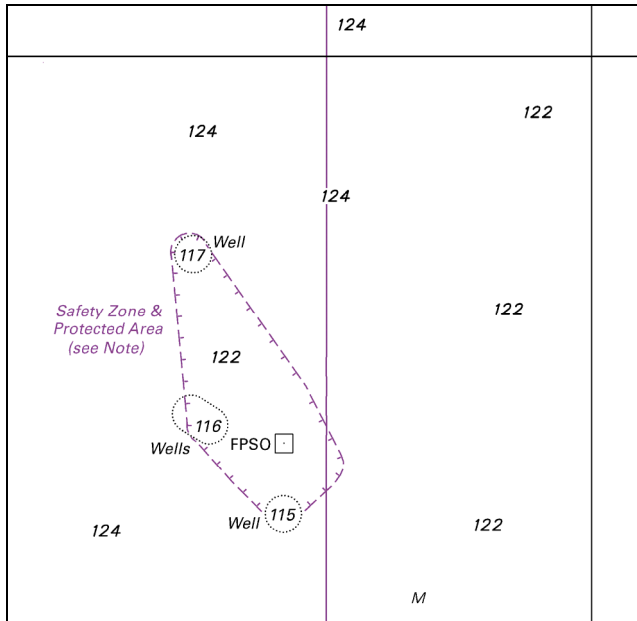 124
122
124
124
Well
117
Safety Zone &
Protected Area
(see Note)
122
122
116
Wells
FPSO
115
Well
124
122
M